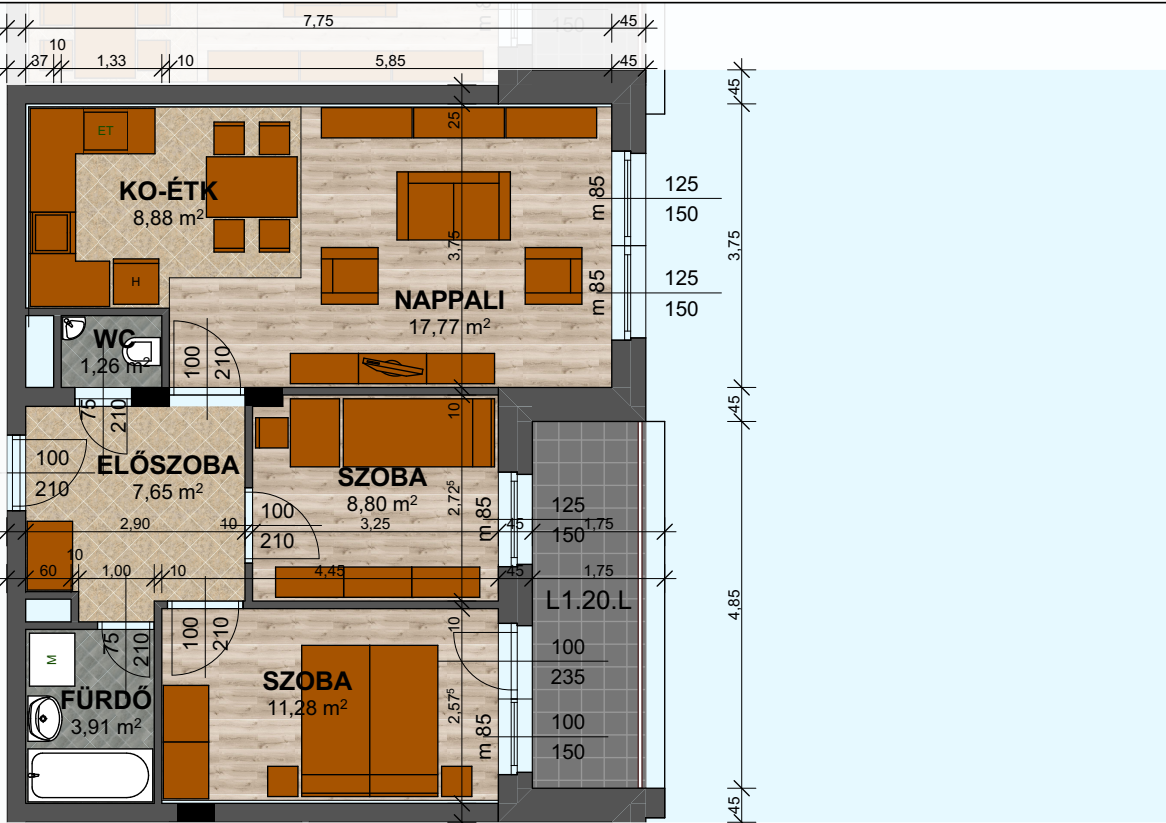 7,75
45
150
10
37
1,33
10
5,85
45
45
25
ET
KO-ÉTK
8,88 m²
m 85
125
150
3,75
3,75
H
m 85
125
150
NAPPALI
17,77 m²
WC
1,26 m²
100
210
75
210
10
45
100
210
ELŐSZOBA
7,65 m²
SZOBA
8,80 m²
2,72⁵
m 85
125
150
2,90
10
100
210
3,25
45
1,75
10
60
1,00
10
4,45
45
1,75
L1.20.L
4,85
75
210
100
210
10
100
235
M
FÜRDŐ
3,91 m²
SZOBA
11,28 m²
2,57⁵
m 85
100
150
45